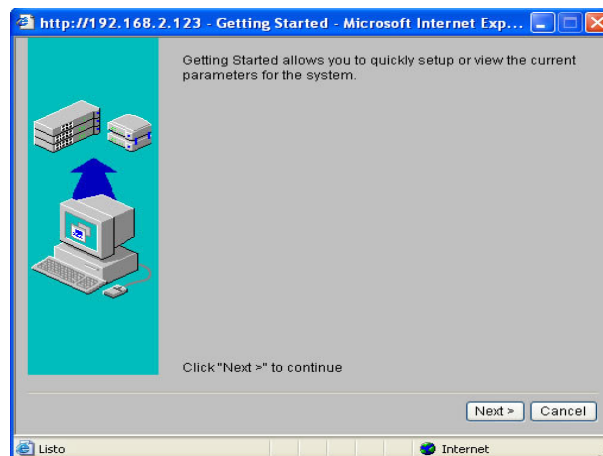 http://192.168.2.123 - Getting Started - Microsoft Internet Exp...
Getting Started allows you to quickly setup or view the current
parameters for the system.
Click "Next >" to continue
Next >
Cancel
Listo
Internet